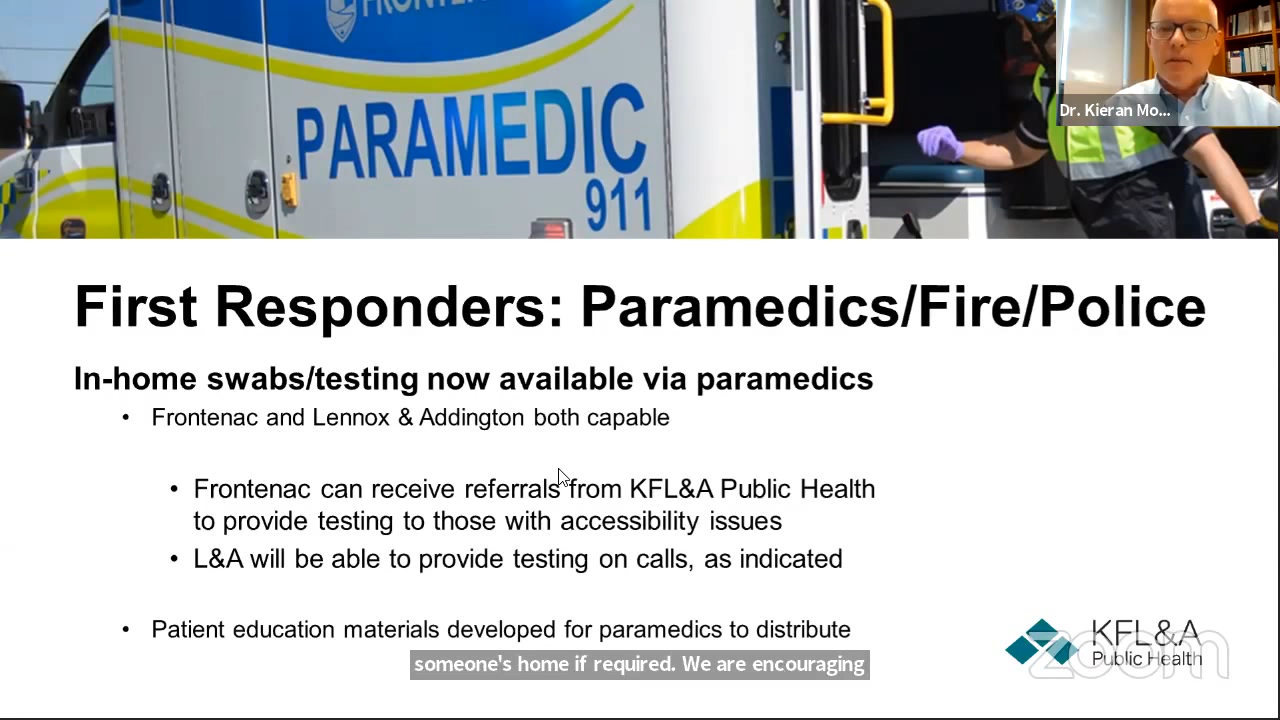 PARAMEDIC
911
Dr. Kieran Mo...
First Responders: Paramedics/Fire/Police
In-home swabs/testing now available via paramedics
• Frontenac and Lennox & Addington both capable
• Frontenac can receive referrals from KFL&A Public Health
to provide testing to those with accessibility issues
• L&A will be able to provide testing on calls, as indicated
• Patient education materials developed for paramedics to distribute
someone's home if required. We are encouraging
KFL&A
Public Health
zoom